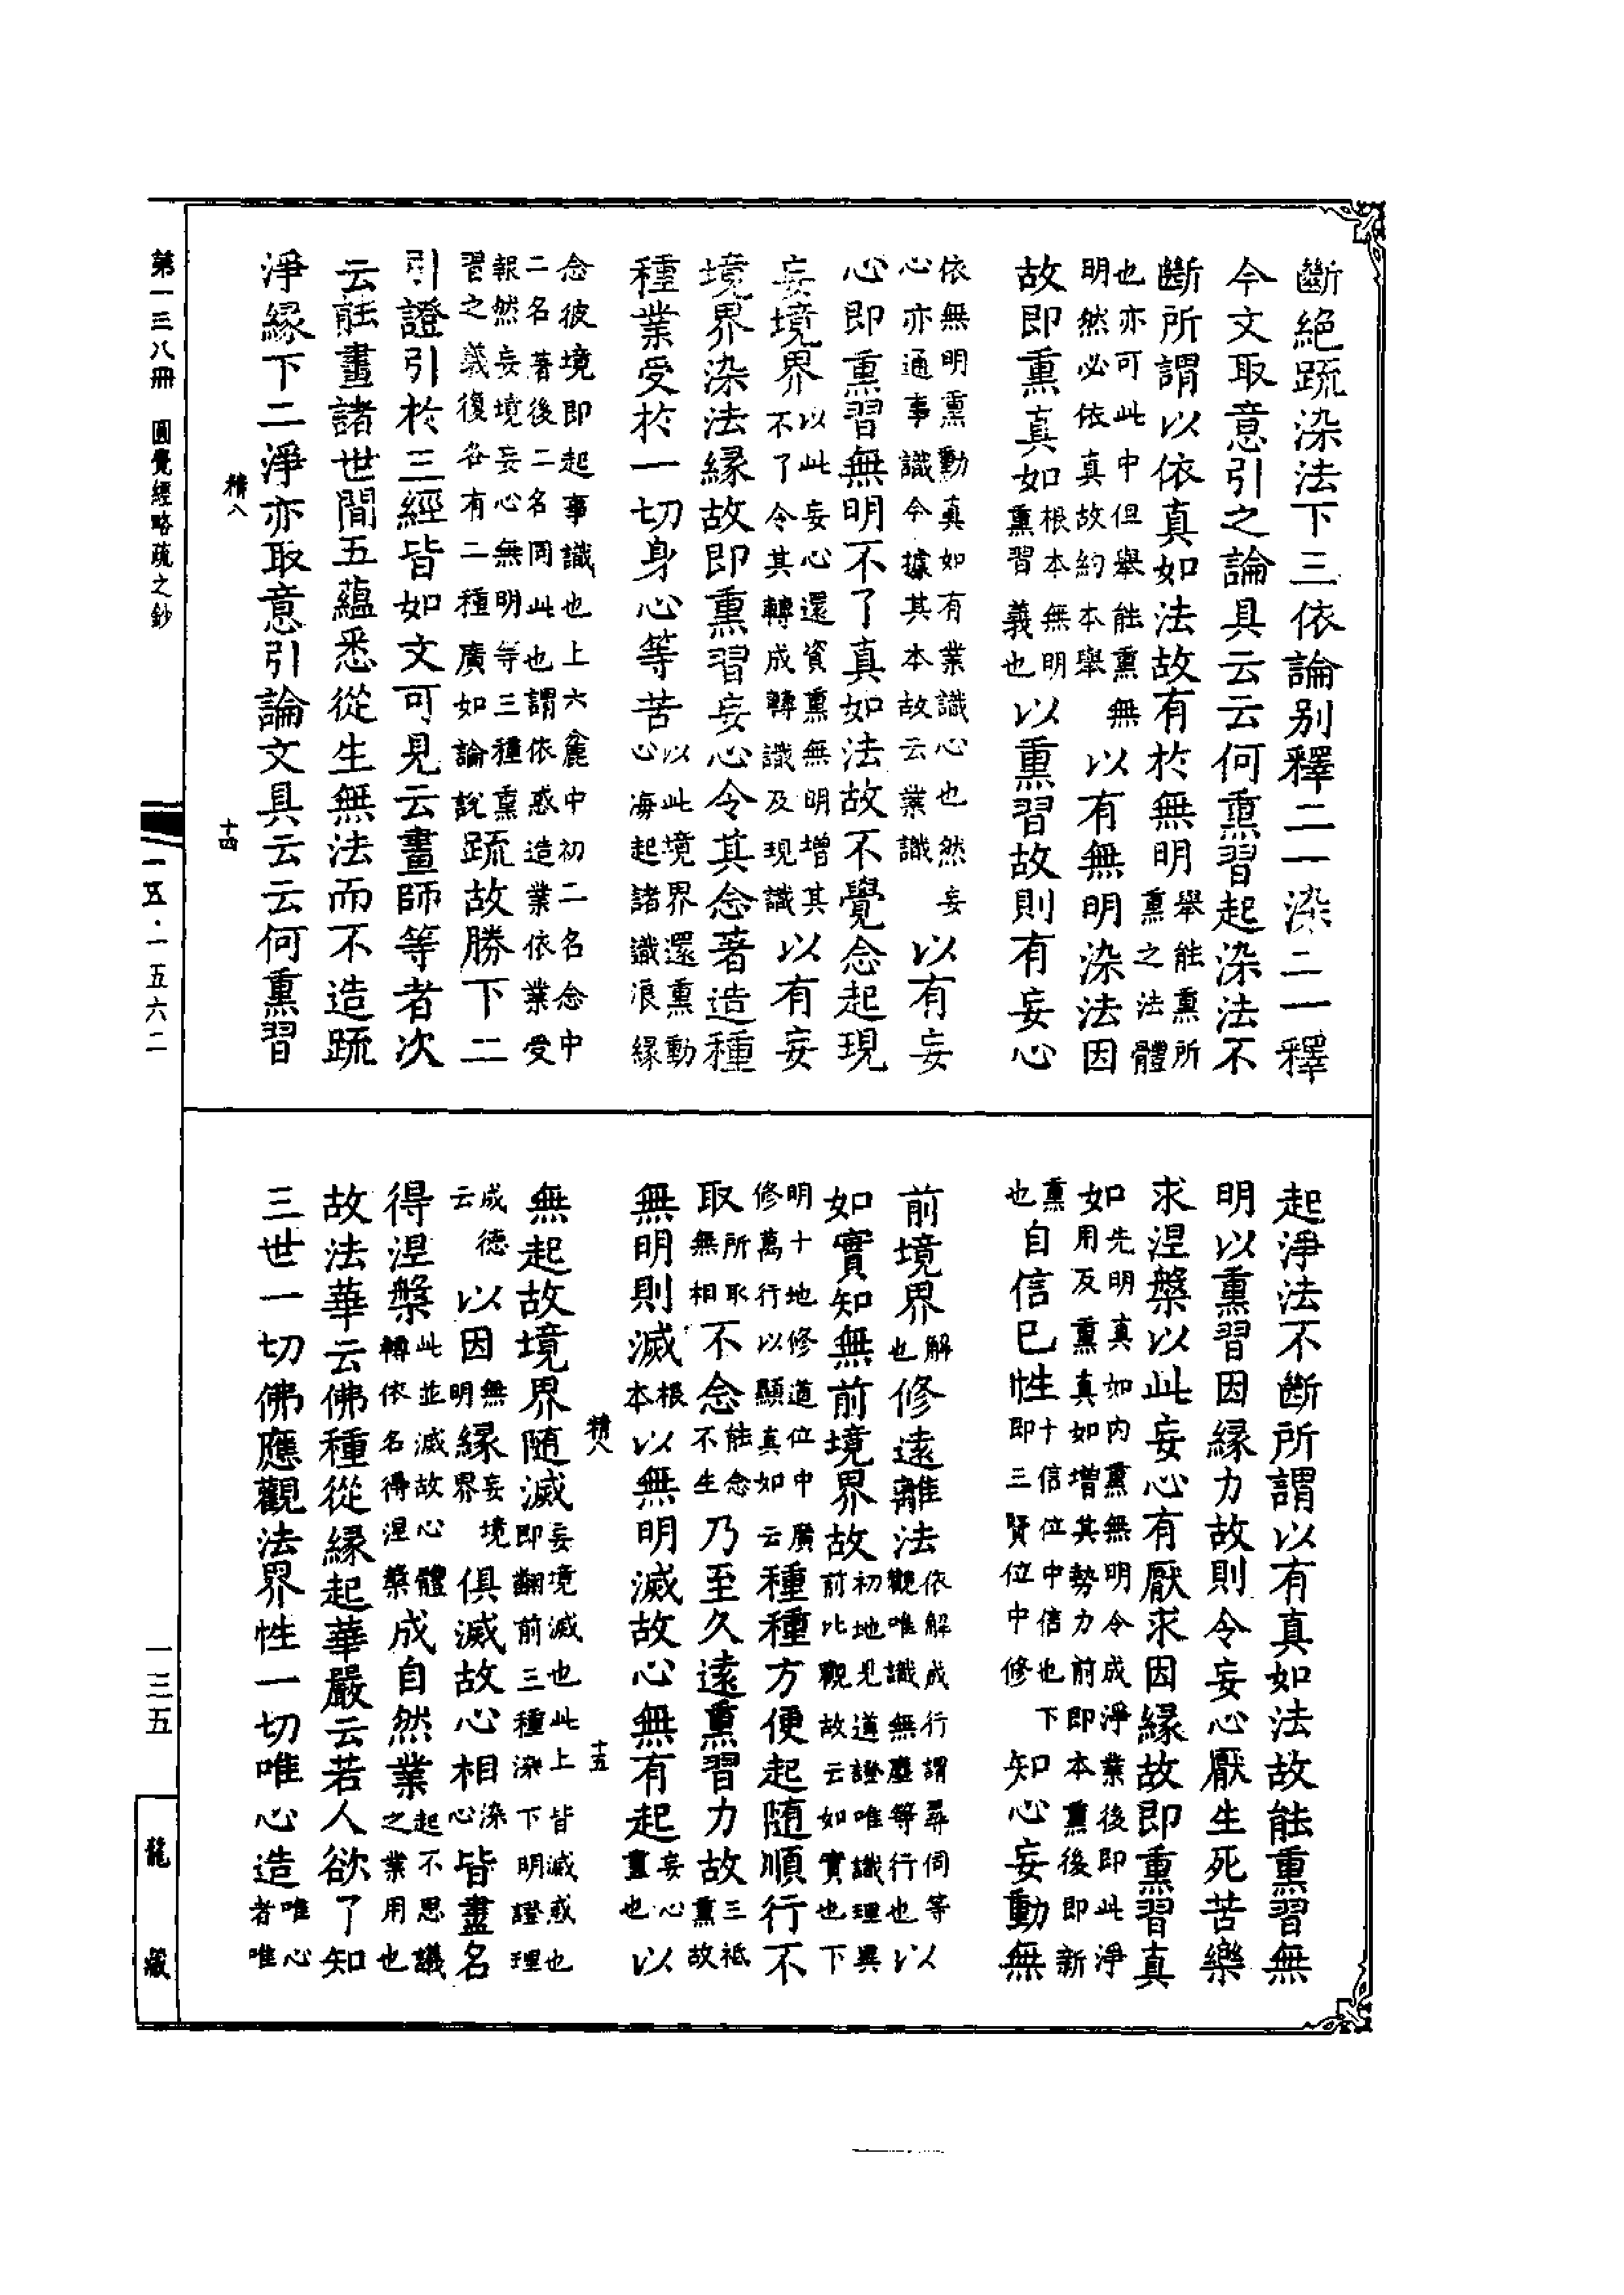 斷絕䟽染法下三依論别釋二一染二一釋
今文取意引之論具云云何熏習起染法不
斷所謂以依真如法故有於無明舉能熏所熏之法體
也亦可此中但舉能熏無明然必依真故約本舉以有無明染法因
故即熏真如根本無明熏習義也以熏習故則有妄心
依無明熏動真如有業識心也然妄心亦通事識今據其本故云業識以有妄
心即熏習無明不了真如法故不覺念起現
妄境界以此妄心還資熏無明增其不了令其轉成轉識及現識以有妄
境界染法緣故即熏習妄心令其念著造種
種業受於一切身心等苦以此境界還熏動心海起諸識浪緣
念彼境即起事識也上六麄中初二名念中二名著後二名同此也謂依惑造業依業受
報然妄境妄心無明等三種熏習之義復各有二種廣如論說䟽故勝下二
引證引於三經皆如文可見云畫師等者次
云能畫諸世間五蘊悉從生無法而不造䟽
淨緣下二淨亦取意引論文具云云何熏習
起淨法不斷所謂以有真如法故能熏習無
明以熏習因緣力故則令妄心厭生死苦樂
求涅槃以此妄心有厭求因緣故即熏習真
如先明真如內熏無明令成淨業後即此淨用反熏真如增其勢力前即本熏後即新
熏也自信已性即十信位中信也下即三賢位中修知心妄動無
前境界解也修遠離法依解成行謂尋伺等觀唯識無塵等行也以
如實知無前境界故初地見道證唯識理異前比觀故云如實也下
明十地修道位中廣修萬行以顯真如云種種方便起隨順行不
取所取無相不念能念不生乃至久遠熏習力故三祇熏故
無明則滅根本以無明滅故心無有起妄心盡也以
無起故境界隨滅妄境滅也此上皆滅惑也即翻前三種染下明證理
成德云以因無明緣妄境界俱滅故心相染心皆盡名
得涅槃此並滅故心體轉依名得涅槃成自然業起不思議之業用也
故法華云佛種從緣起華嚴云若人欲了知
三世一切佛應觀法界性一切唯心造唯心者唯
第一三八冊 圓覺經略疏之鈔
精八
十四
一五·一五六二
精八
十五
一三五
龍藏